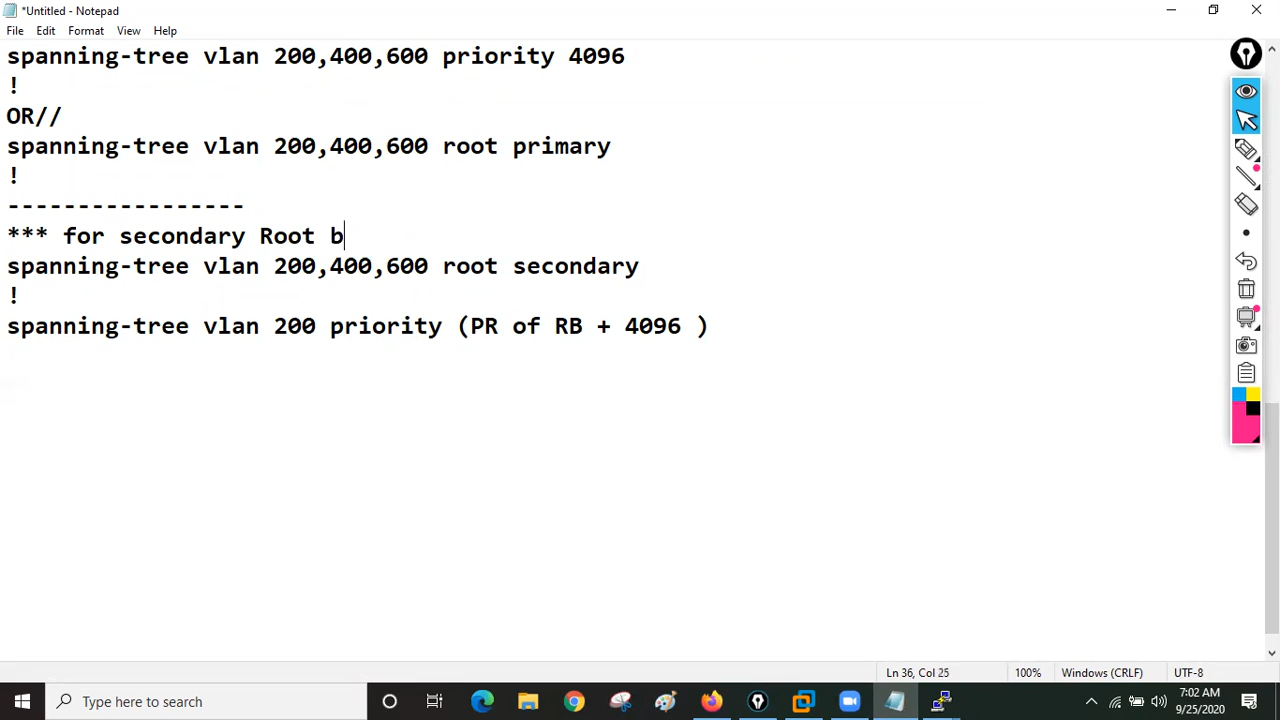 *Untitled - Notepad
File Edit Format View Help
spanning-tree vlan 200,400,600 priority 4096
!
OR//
spanning-tree vlan 200,400,600 root primary
!
-----------------
*** for secondary Root b
spanning-tree vlan 200,400,600 root secondary
!
spanning-tree vlan 200 priority (PR of RB + 4096 )
Ln 36, Col 25 100% Windows (CRLF) UTF-8
Type here to search
7:02 AM
9/25/2020